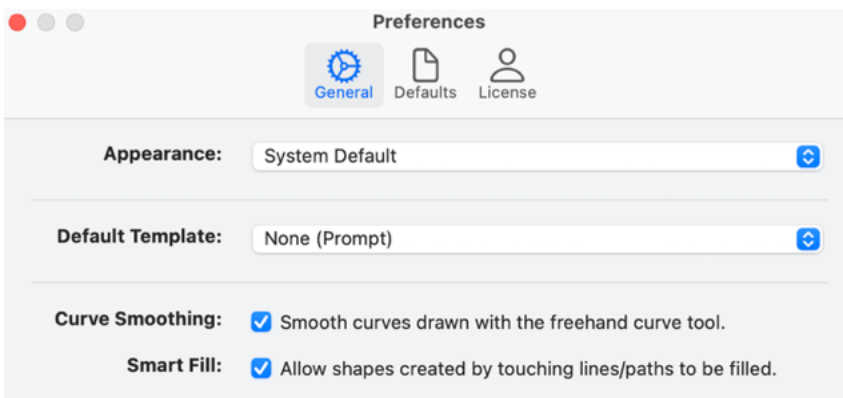 Preferences
General Defaults License
Appearance: System Default
Default Template: None (Prompt)
Curve Smoothing: Smooth curves drawn with the freehand curve tool.
Smart Fill: Allow shapes created by touching lines/paths to be filled.